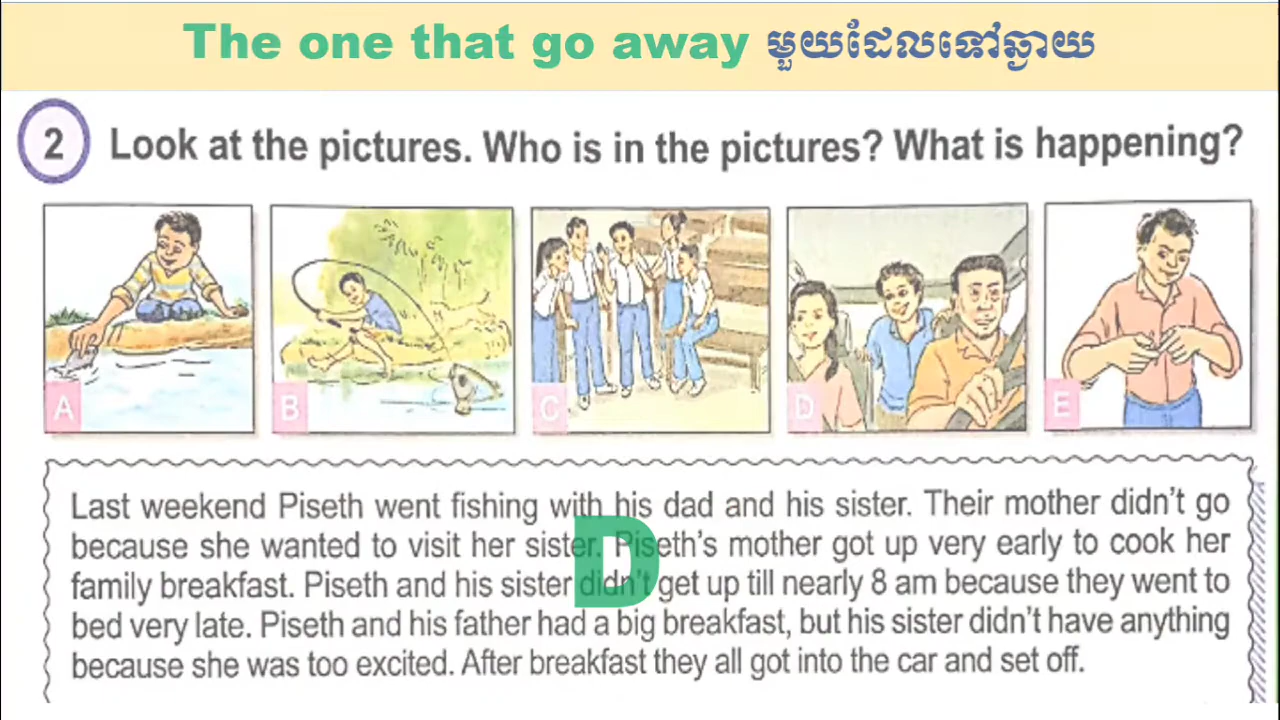 The one that go away មួយដែលទៅឆ្ងាយ
2 Look at the pictures. Who is in the pictures? What is happening?
A B C D E
Last weekend Piseth went fishing with his dad and his sister. Their mother didn't go
because she wanted to visit her sister. Piseth's mother got up very early to cook her
family breakfast. Piseth and his sister didn't get up till nearly 8 am because they went to
bed very late. Piseth and his father had a big breakfast, but his sister didn't have anything
because she was too excited. After breakfast they all got into the car and set off.
D